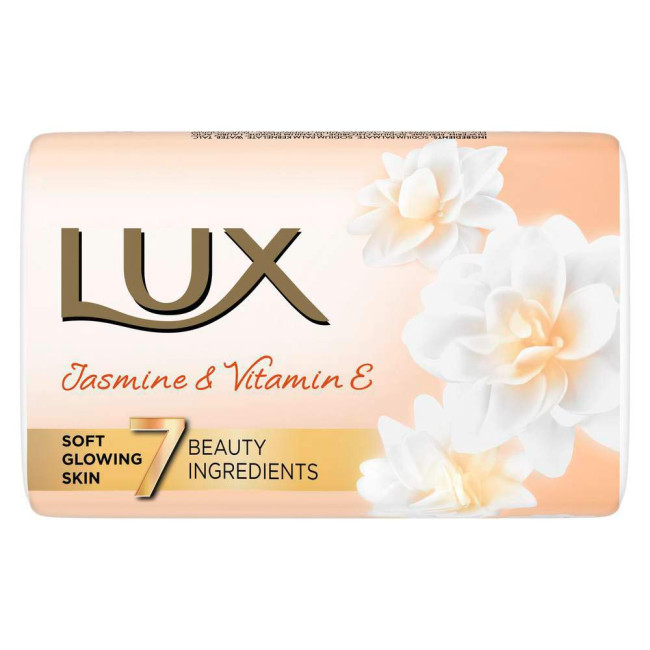 LUX
Jasmine & Vitamin E
SOFT
GLOWING
SKIN
7
BEAUTY
INGREDIENTS